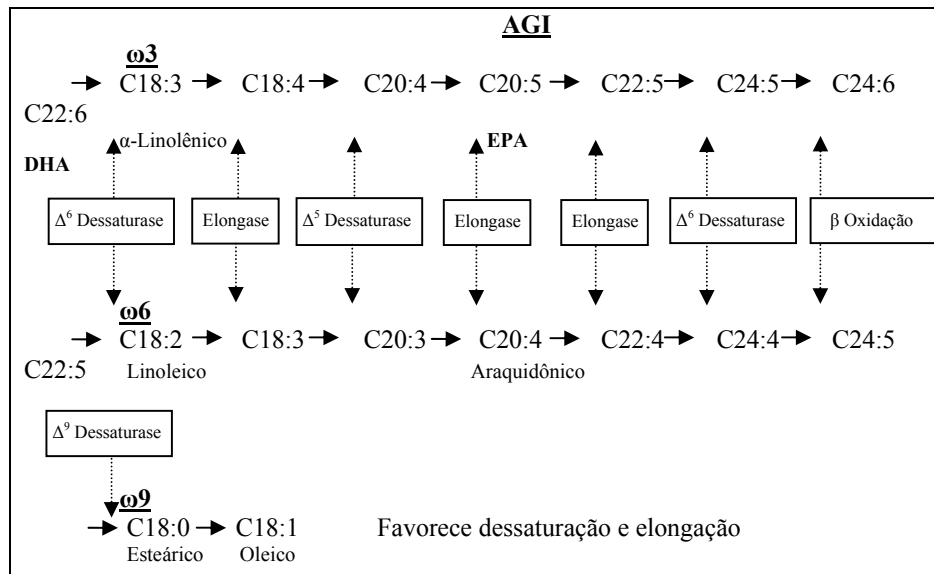 AGI
ω3
C18:3 C18:4 C20:4 C20:5 C22:5 C24:5 C24:6
C22:6
α-Linolênico EPA
DHA
Δ⁶ Dessaturase Elongase Δ⁵ Dessaturase Elongase Elongase Δ⁶ Dessaturase β Oxidação
ω6
C18:2 C18:3 C20:3 C20:4 C22:4 C24:4 C24:5
C22:5 Linoleico Araquidônico
Δ⁹ Dessaturase
ω9
C18:0 C18:1 Favorece dessaturação e elongação
Esteárico Oleico